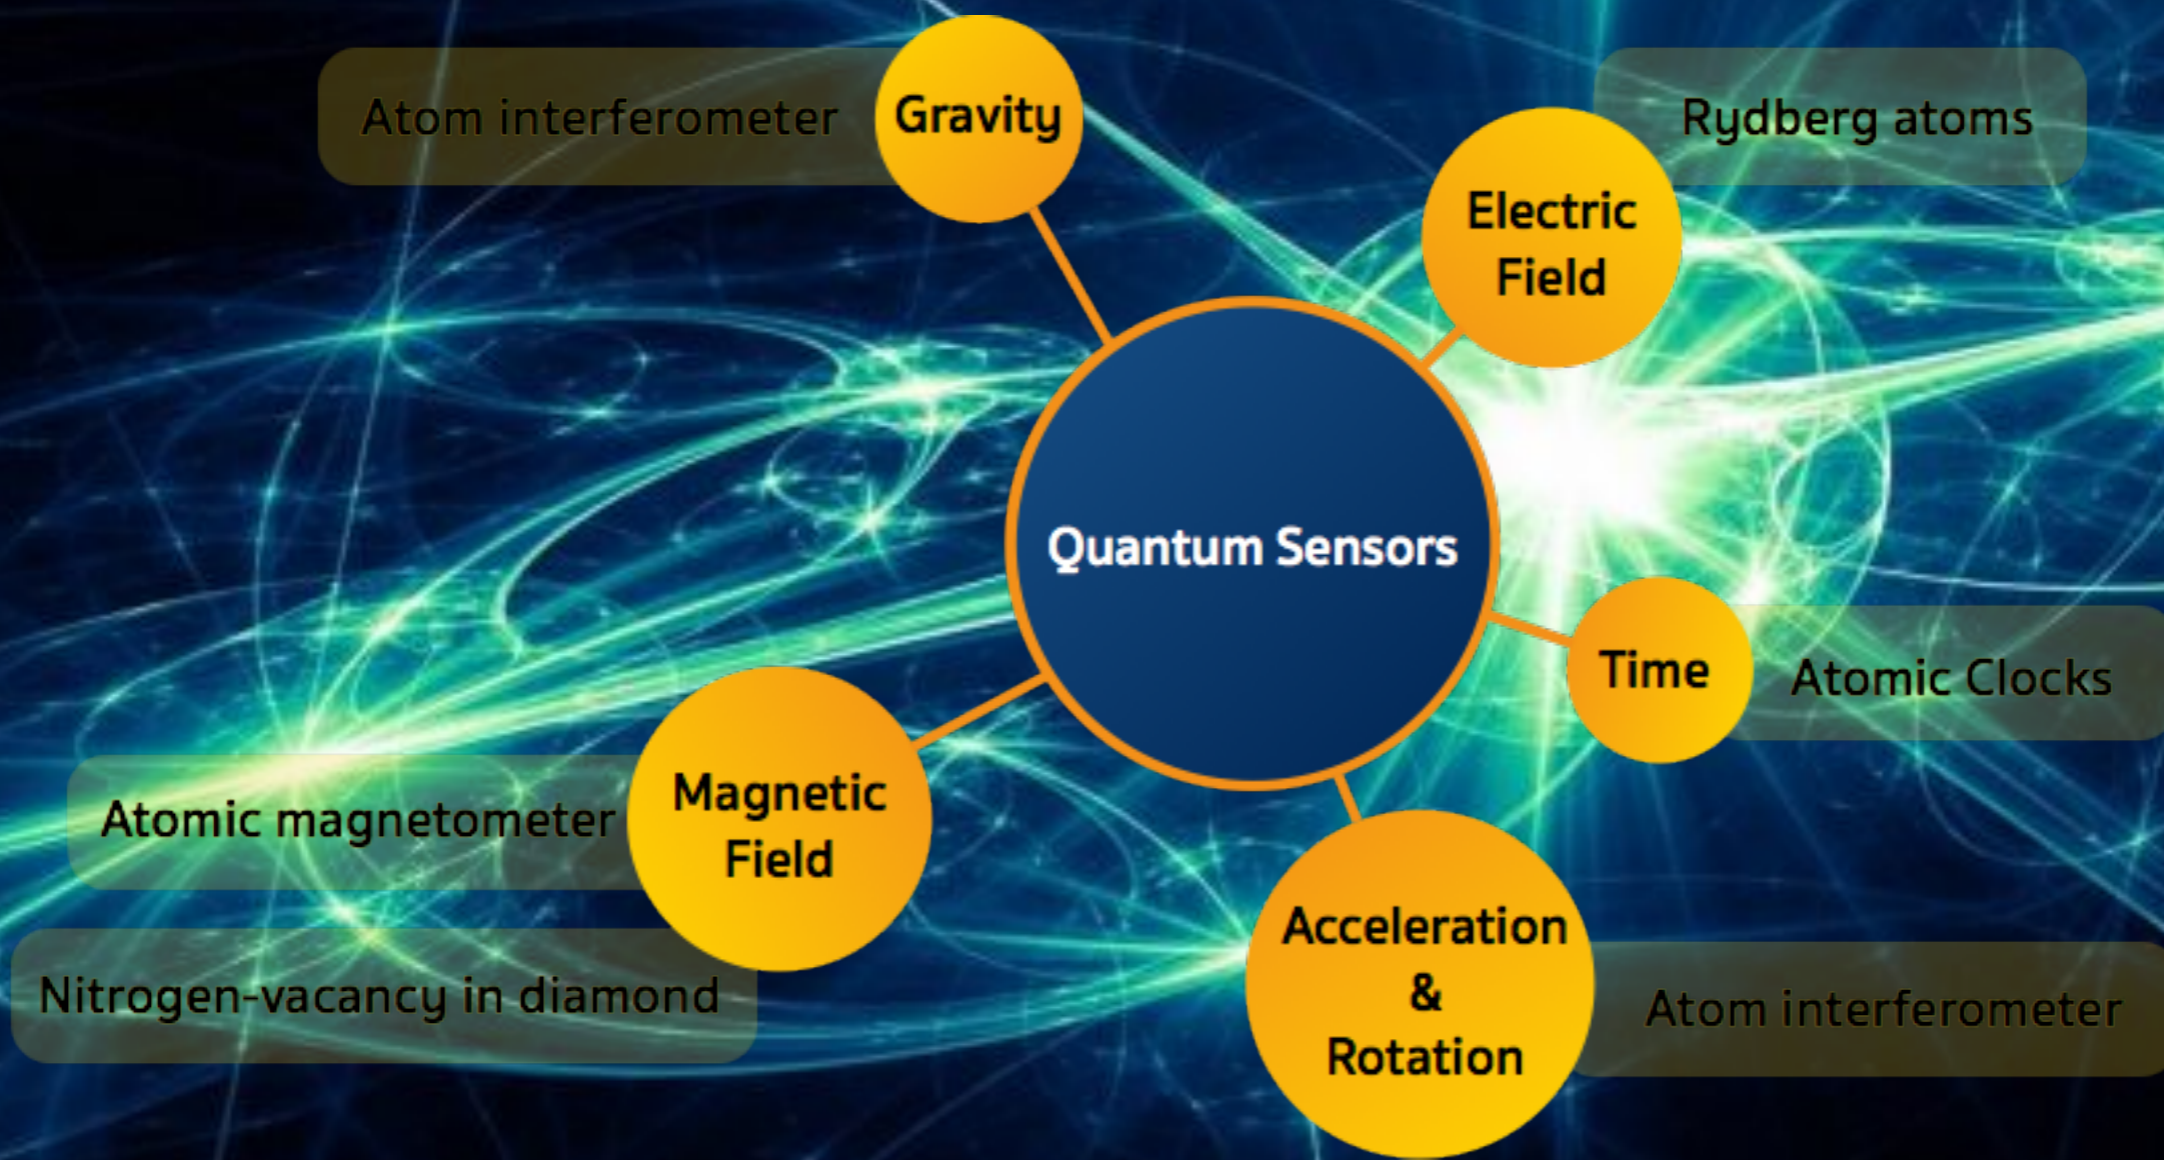 Atom interferometer
Gravity
Rydberg atoms
Electric
Field
Quantum Sensors
Time
Atomic Clocks
Magnetic
Field
Atomic magnetometer
Nitrogen-vacancy in diamond
Acceleration
&
Rotation
Atom interferometer